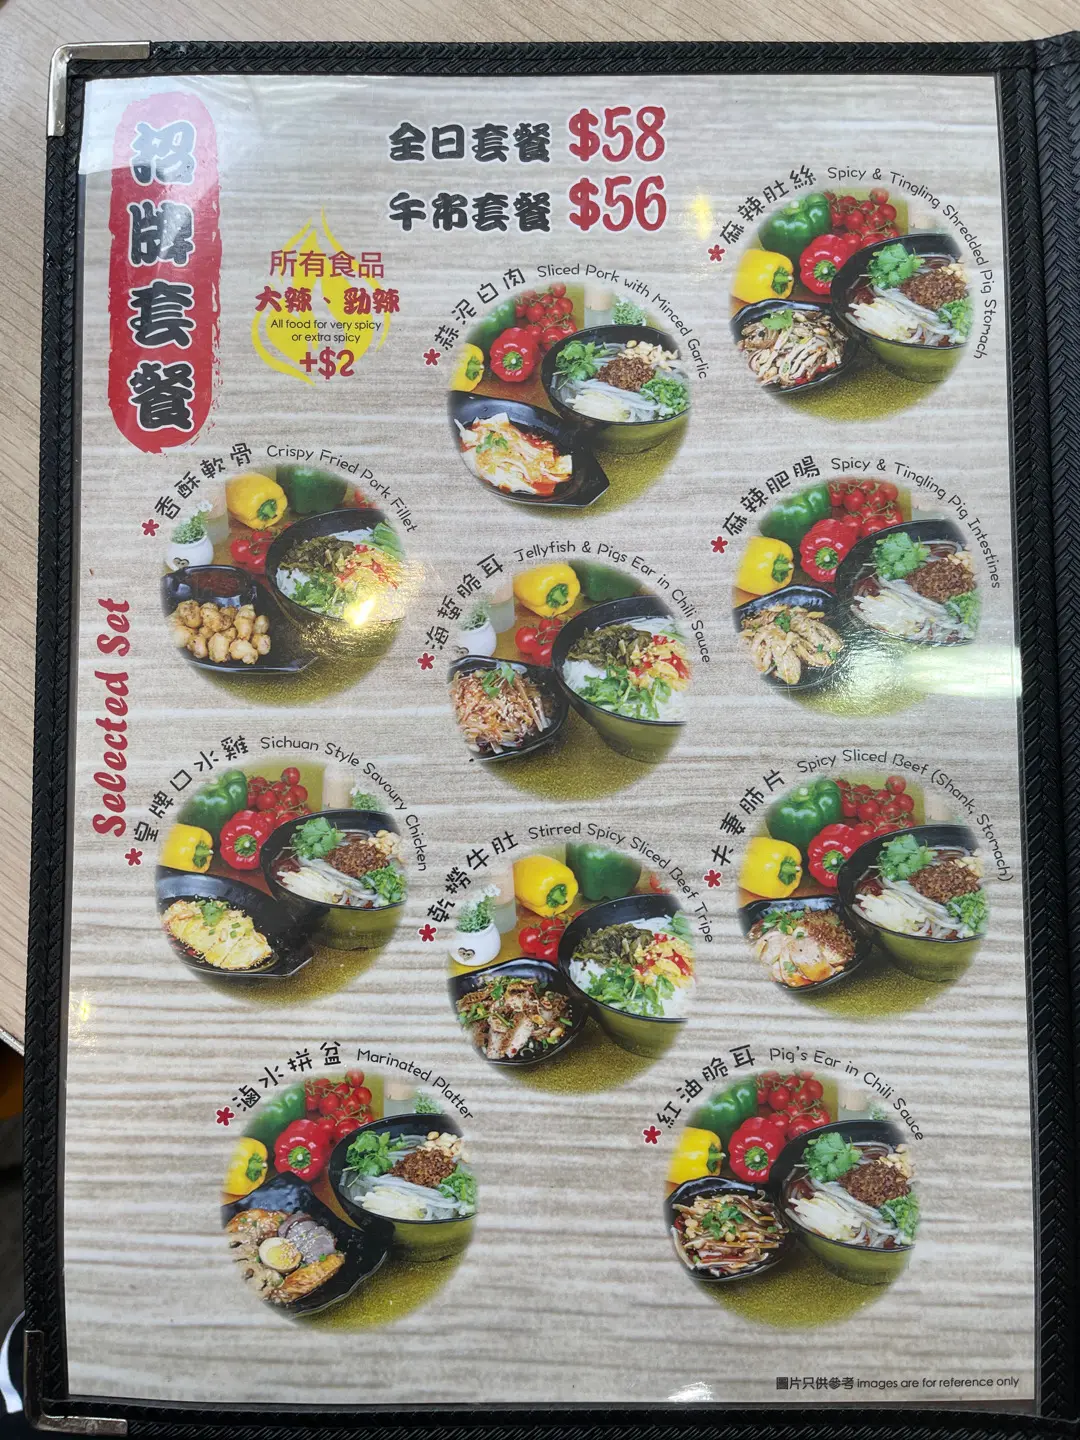 招牌套餐
Selected Set
全日套餐 $58
午市套餐 $56
所有食品
大辣、勁辣
All food for very spicy
or extra spicy
+$2
*麻辣肚絲 Spicy & Tingling Shredded Pig Stomach
*蒜泥白肉 Sliced Pork with Minced Garlic
*香酥軟骨 Crispy Fried Pork Fillet
*麻辣肥腸 Spicy & Tingling Pig Intestines
*海蜇脆耳 Jellyfish & Pigs Ear in Chili Sauce
*皇牌口水雞 Sichuan Style Savoury Chicken
*夫妻肺片 Spicy Sliced Beef (Shank, Stomach)
*乾撈牛肚 Stirred Spicy Sliced Beef Tripe
*滷水拼盆 Marinated Platter
*紅油脆耳 Pig's Ear in Chili Sauce
圖片只供參考 images are for reference only